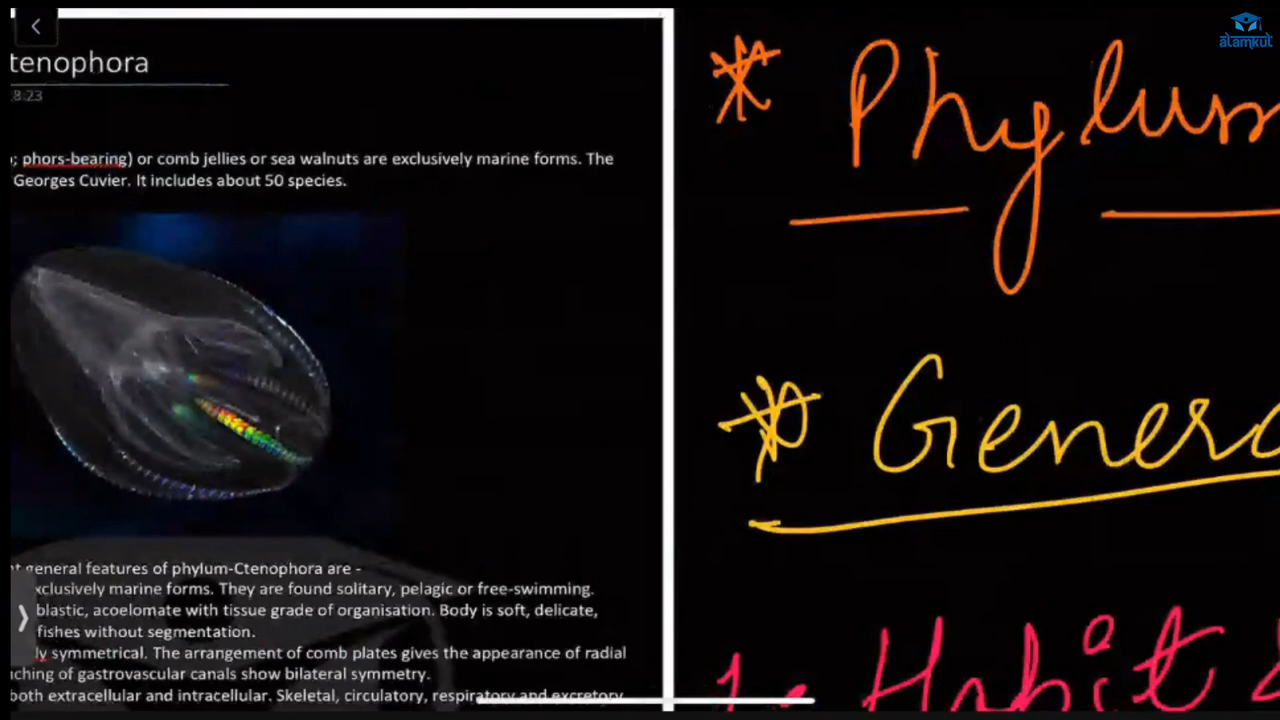 tenophora
8:23
; phors-bearing) or comb jellies or sea walnuts are exclusively marine forms. The
Georges Cuvier. It includes about 50 species.
general features of phylum-Ctenophora are -
xclusively marine forms. They are found solitary, pelagic or free-swimming.
blastic, acoelomate with tissue grade of organisation. Body is soft, delicate,
fishes without segmentation.
ly symmetrical. The arrangement of comb plates gives the appearance of radial
ching of gastrovascular canals show bilateral symmetry.
both extracellular and intracellular. Skeletal, circulatory, respiratory and excretory
* Phylum
* Genera
1. Habit &
alamkul